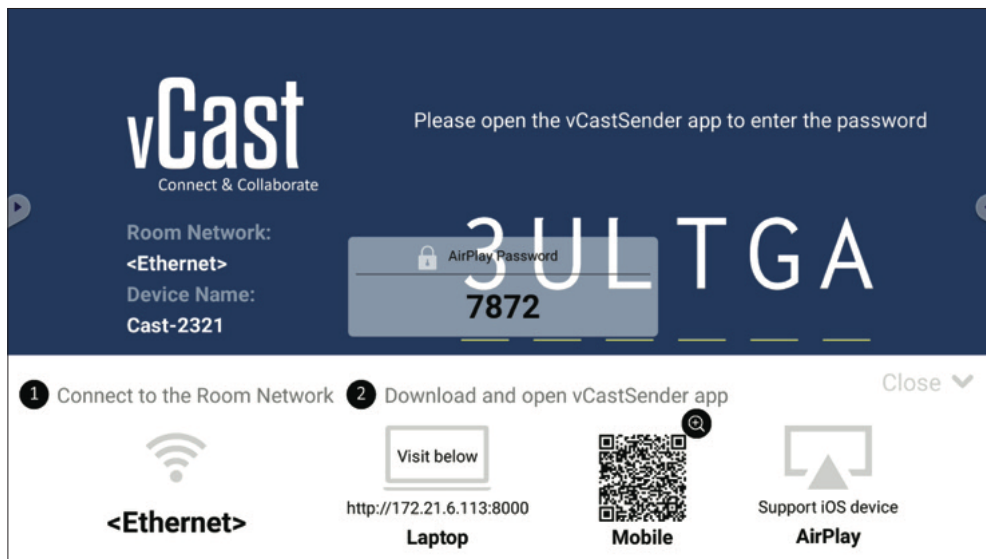 vCast
Connect & Collaborate
Please open the vCastSender app to enter the password
Room Network:
<Ethernet>
Device Name:
Cast-2321
3ULTGA
AirPlay Password
7872
Close
1 Connect to the Room Network
2 Download and open vCastSender app
<Ethernet>
Visit below
http://172.21.6.113:8000
Laptop
Mobile
Support iOS device
AirPlay